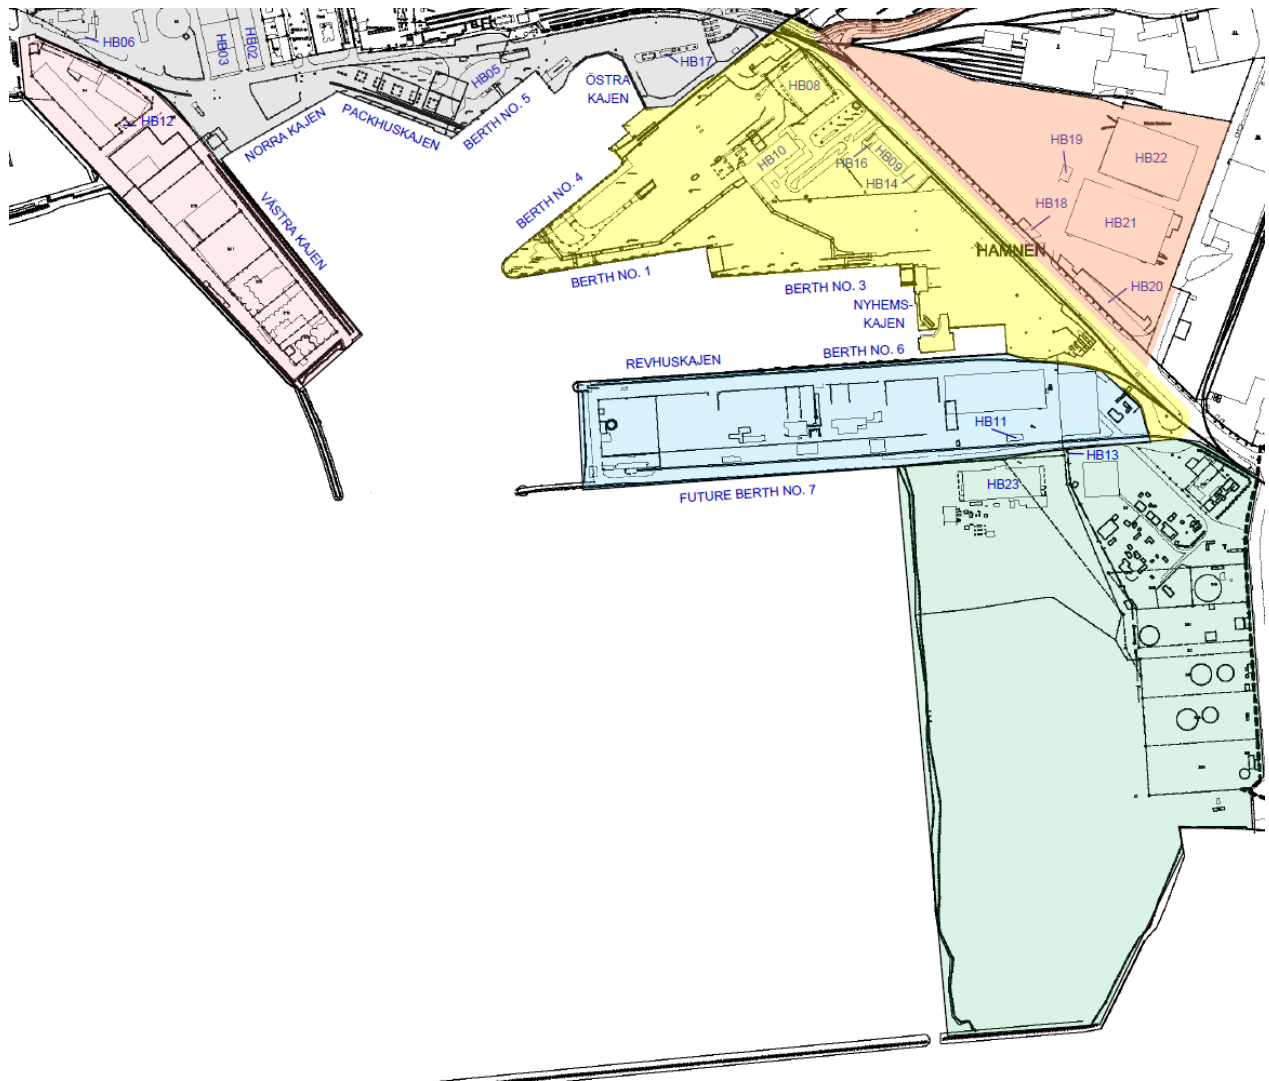 HB06
HB03
HB02
HB05
HB17
HB12
ÖSTRA
KAJEN
NORRA KAJEN
PACKHUSKAJEN
BERTH NO. 5
HB08
HB10
HB16
HB09
HB14
HB19
HB22
HB18
HB21
HAMNEN
HB20
VÄSTRA KAJEN
BERTH NO. 4
BERTH NO. 1
BERTH NO. 3
NYHEMS-
KAJEN
BERTH NO. 6
REVHUSKAJEN
HB11
HB13
HB23
FUTURE BERTH NO. 7